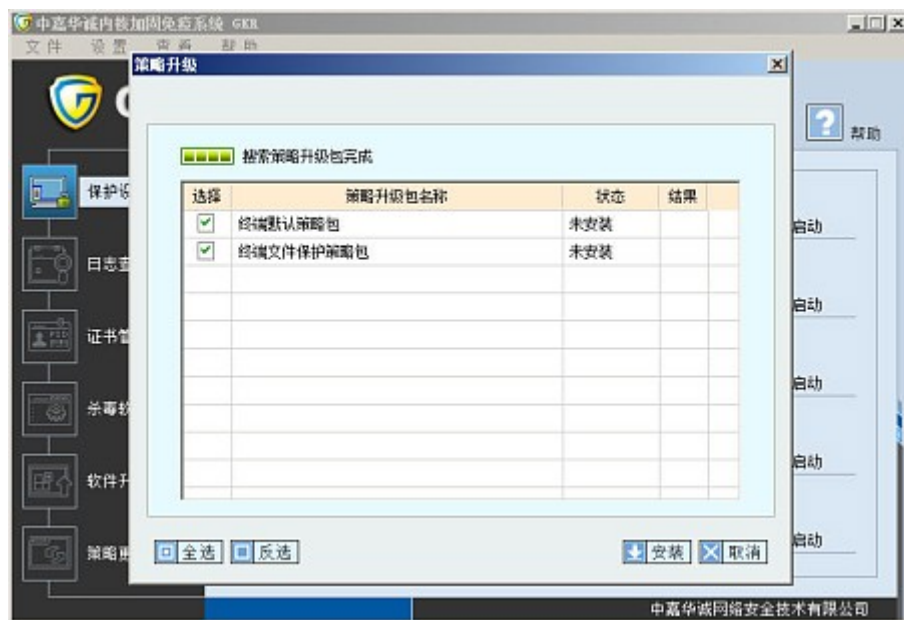 中嘉华诚内核加固免疫系统 GKR
文件 设置 查看 帮助
策略升级
G
帮助
搜索策略升级包完成
选择 策略升级包名称 状态 结果
终端默认策略包 未安装
终端文件保护策略包 未安装
保护设
日志查
证书管
杀毒软
软件升
策略重
启动
启动
启动
启动
启动
全选 反选 安装 取消
中嘉华诚网络安全技术有限公司